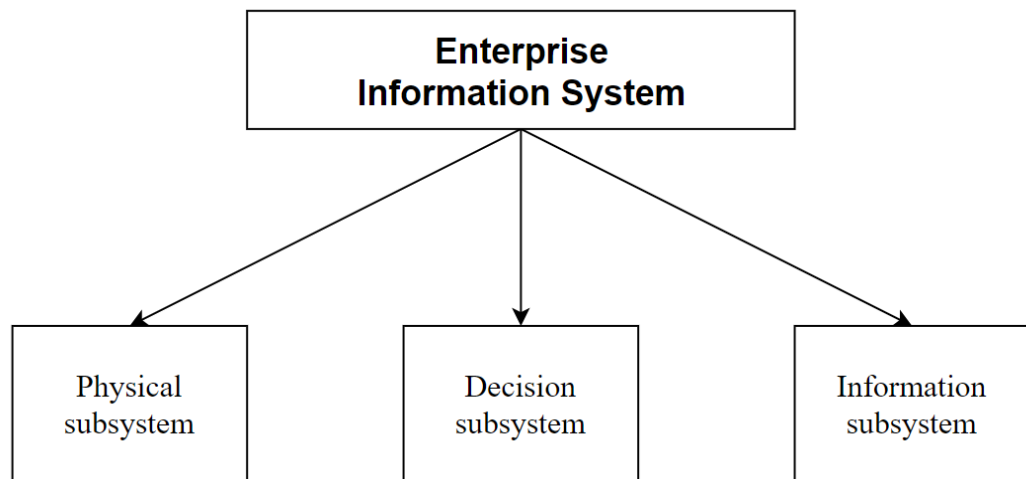 Enterprise
Information System
Physical
subsystem
Decision
subsystem
Information
subsystem